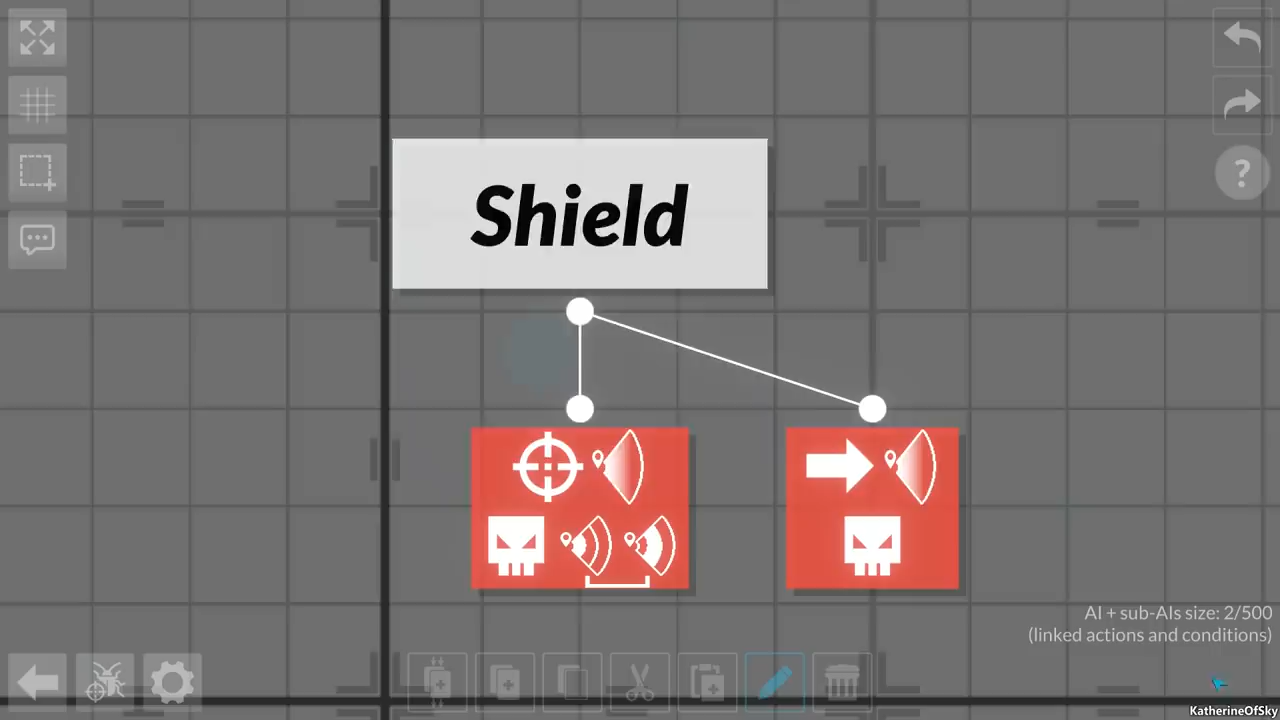 Shield
?
AI + sub-AIs size: 2/500
(linked actions and conditions)
KatherineOfSky